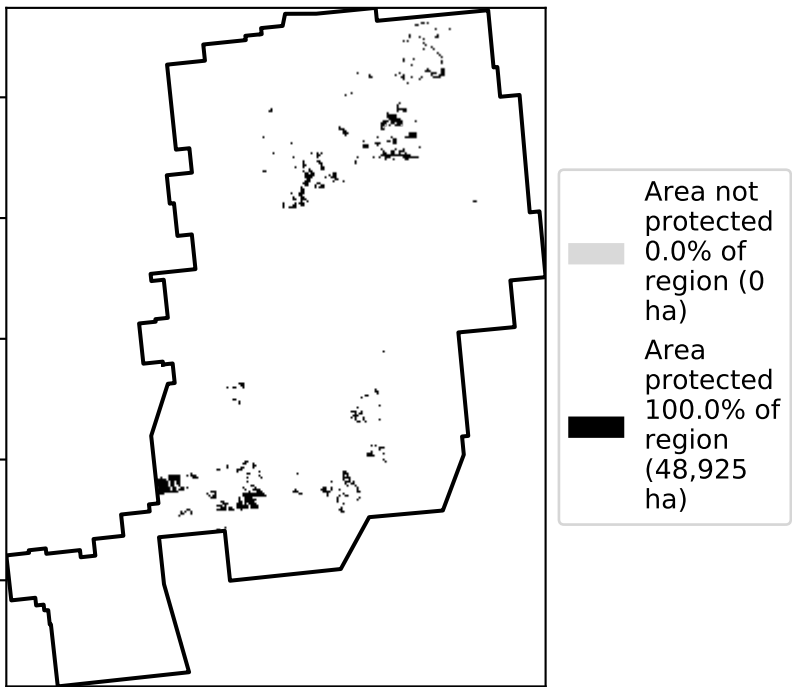 Area not
protected
0.0% of
region (0
ha)
Area
protected
100.0% of
region
(48,925
ha)